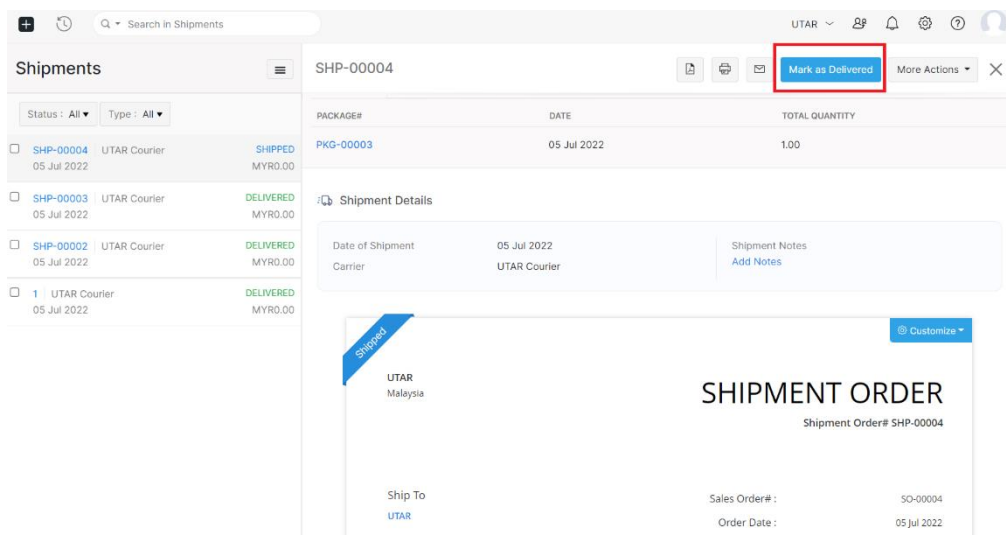 Search in Shipments
UTAR
Shipments
Status : All
Type : All
SHP-00004 UTAR Courier SHIPPED
05 Jul 2022 MYR0.00
SHP-00003 UTAR Courier DELIVERED
05 Jul 2022 MYR0.00
SHP-00002 UTAR Courier DELIVERED
05 Jul 2022 MYR0.00
1 UTAR Courier DELIVERED
05 Jul 2022 MYR0.00
SHP-00004
Mark as Delivered
More Actions
PACKAGE# DATE TOTAL QUANTITY
PKG-00003 05 Jul 2022 1.00
Shipment Details
Date of Shipment 05 Jul 2022 Shipment Notes
Carrier UTAR Courier Add Notes
Shipped
Customize
UTAR
Malaysia
SHIPMENT ORDER
Shipment Order# SHP-00004
Ship To
UTAR
Sales Order# : SO-00004
Order Date : 05 Jul 2022